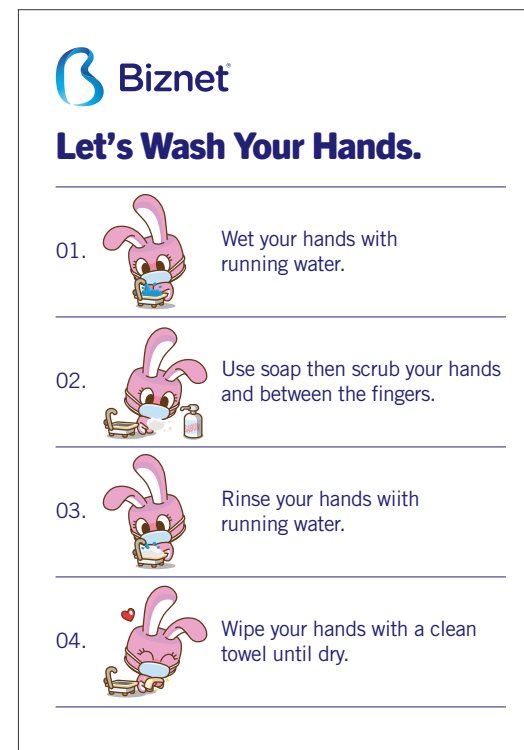 Biznet
Let's Wash Your Hands.
01.
Wet your hands with
running water.
02.
Use soap then scrub your hands
and between the fingers.
03.
Rinse your hands wiith
running water.
04.
Wipe your hands with a clean
towel until dry.